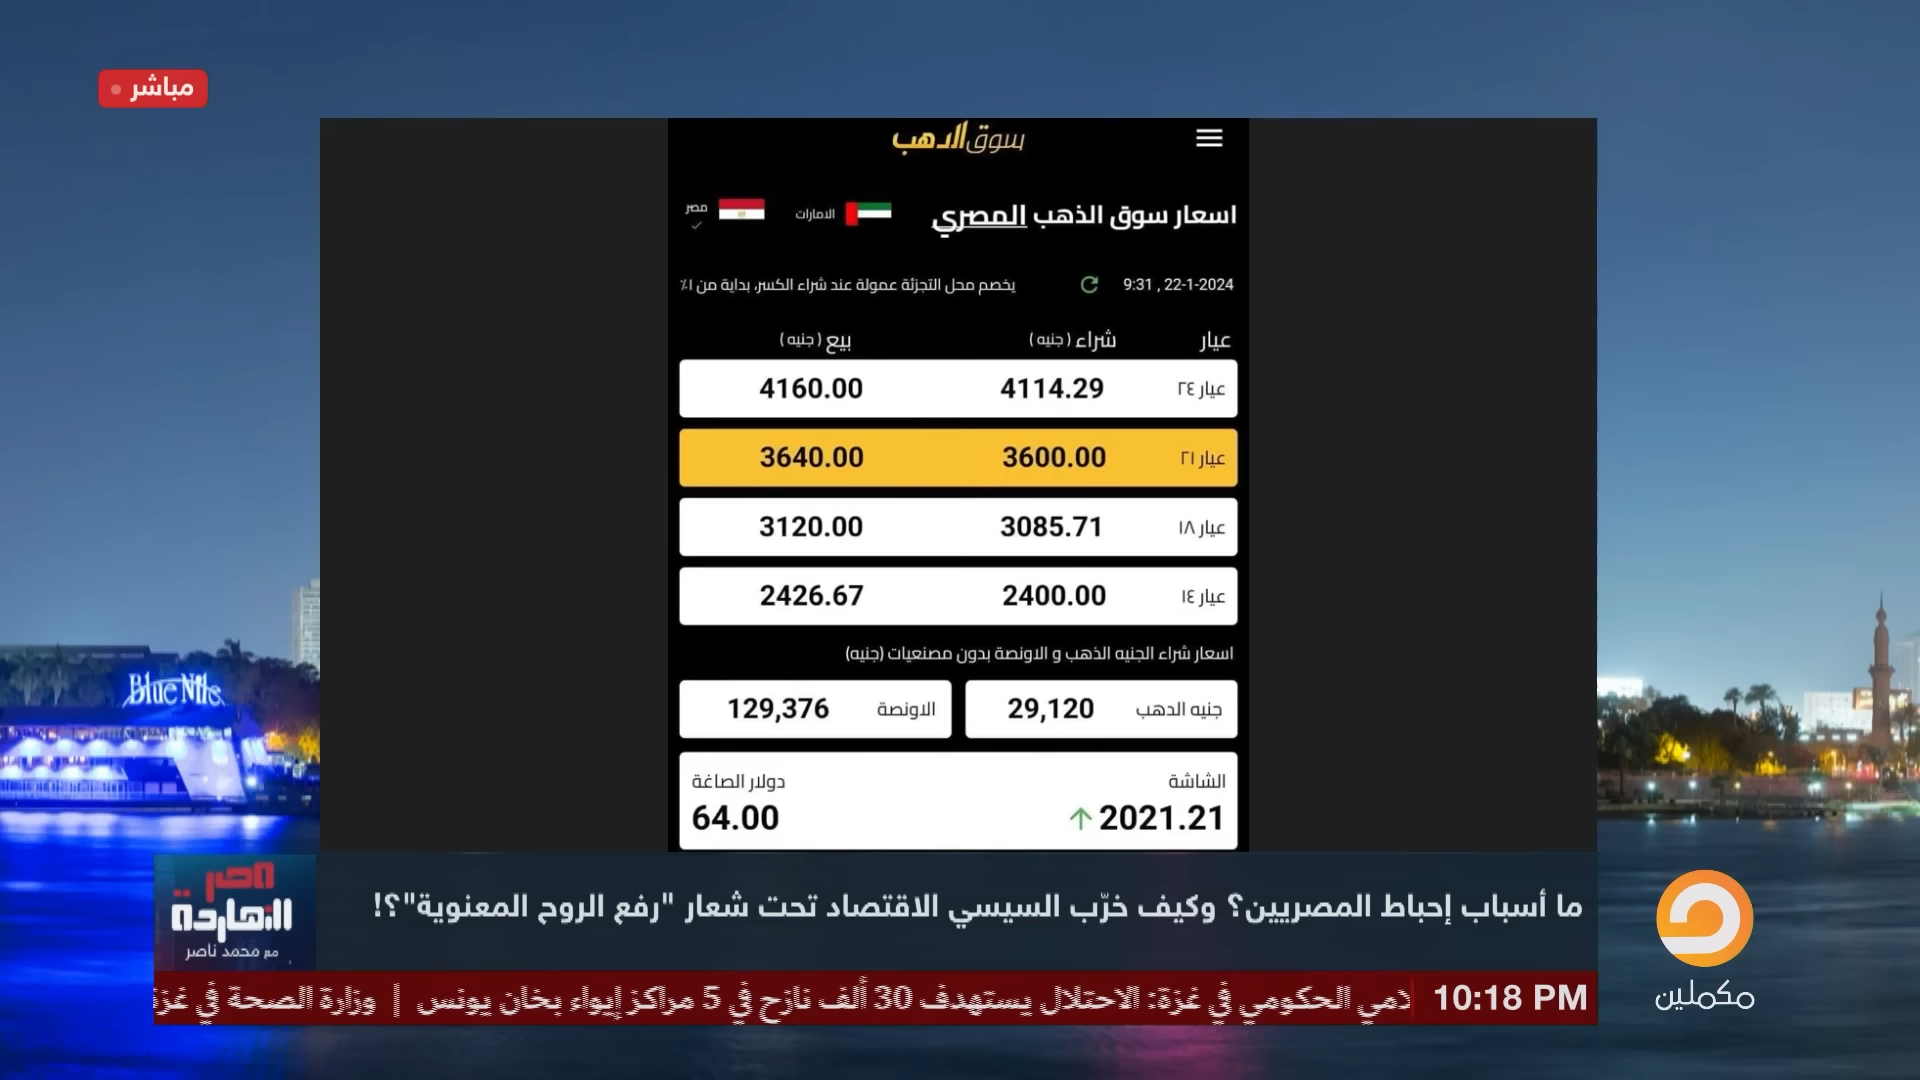 مباشر
سوق الدهب
اسعار سوق الذهب المصري
الامارات
مصر
22-1-2024 , 9:31
يخصم محل التجزئة عمولة عند شراء الكسر، بداية من ١٪
عيار شراء ( جنيه ) بيع ( جنيه )
عيار ٢٤ 4114.29 4160.00
عيار ٢١ 3600.00 3640.00
عيار ١٨ 3085.71 3120.00
عيار ١٤ 2400.00 2426.67
اسعار شراء الجنيه الذهب و الاونصة بدون مصنعيات (جنيه)
جنيه الدهب 29,120 الاونصة 129,376
الشاشة دولار الصاغة
2021.21 64.00
Blue Nile
ما أسباب إحباط المصريين؟ وكيف خرّب السيسي الاقتصاد تحت شعار "رفع الروح المعنوية"؟!
مصر
النهاردة
مع محمد ناصر
10:18 PM
الحكومي في غزة: الاحتلال يستهدف 30 ألف نازح في 5 مراكز إيواء بخان يونس | وزارة الصحة في غزة
مكملين